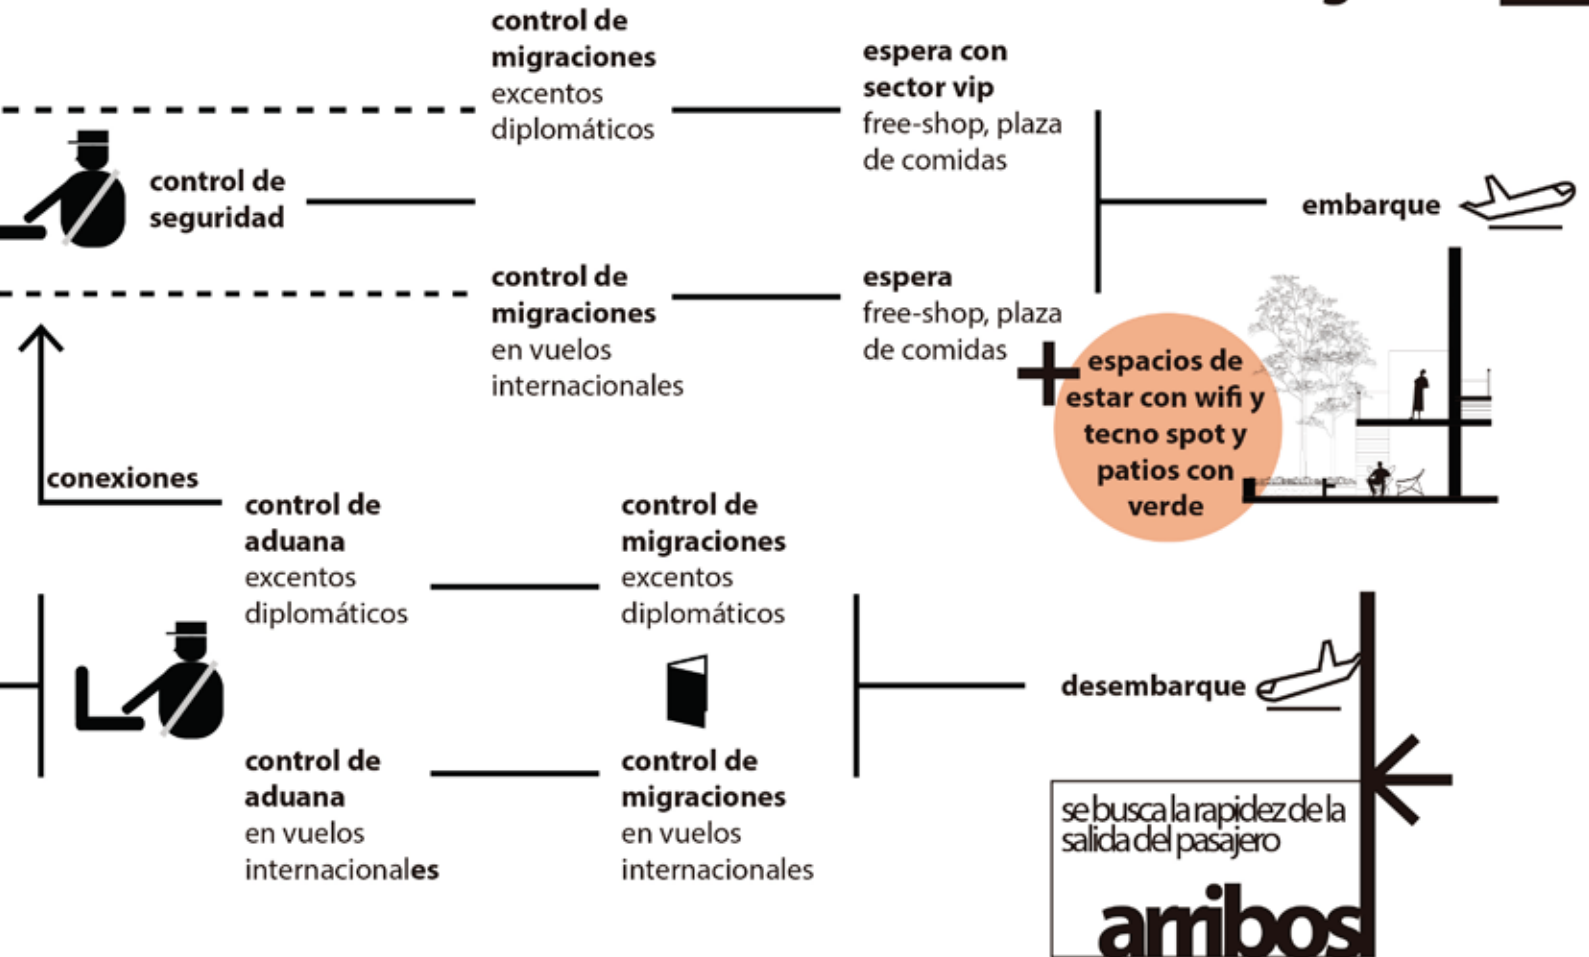 control de
migraciones
excentos
diplomáticos
espera con
sector vip
free-shop, plaza
de comidas
control de
seguridad
embarque
control de
migraciones
en vuelos
internacionales
espera
free-shop, plaza
de comidas
espacios de
estar con wifi y
tecno spot y
patios con
verde
conexiones
control de
aduana
excentos
diplomáticos
control de
migraciones
excentos
diplomáticos
desembarque
control de
aduana
en vuelos
internacionales
control de
migraciones
en vuelos
internacionales
se busca la rapidez de la
salida del pasajero
arribos